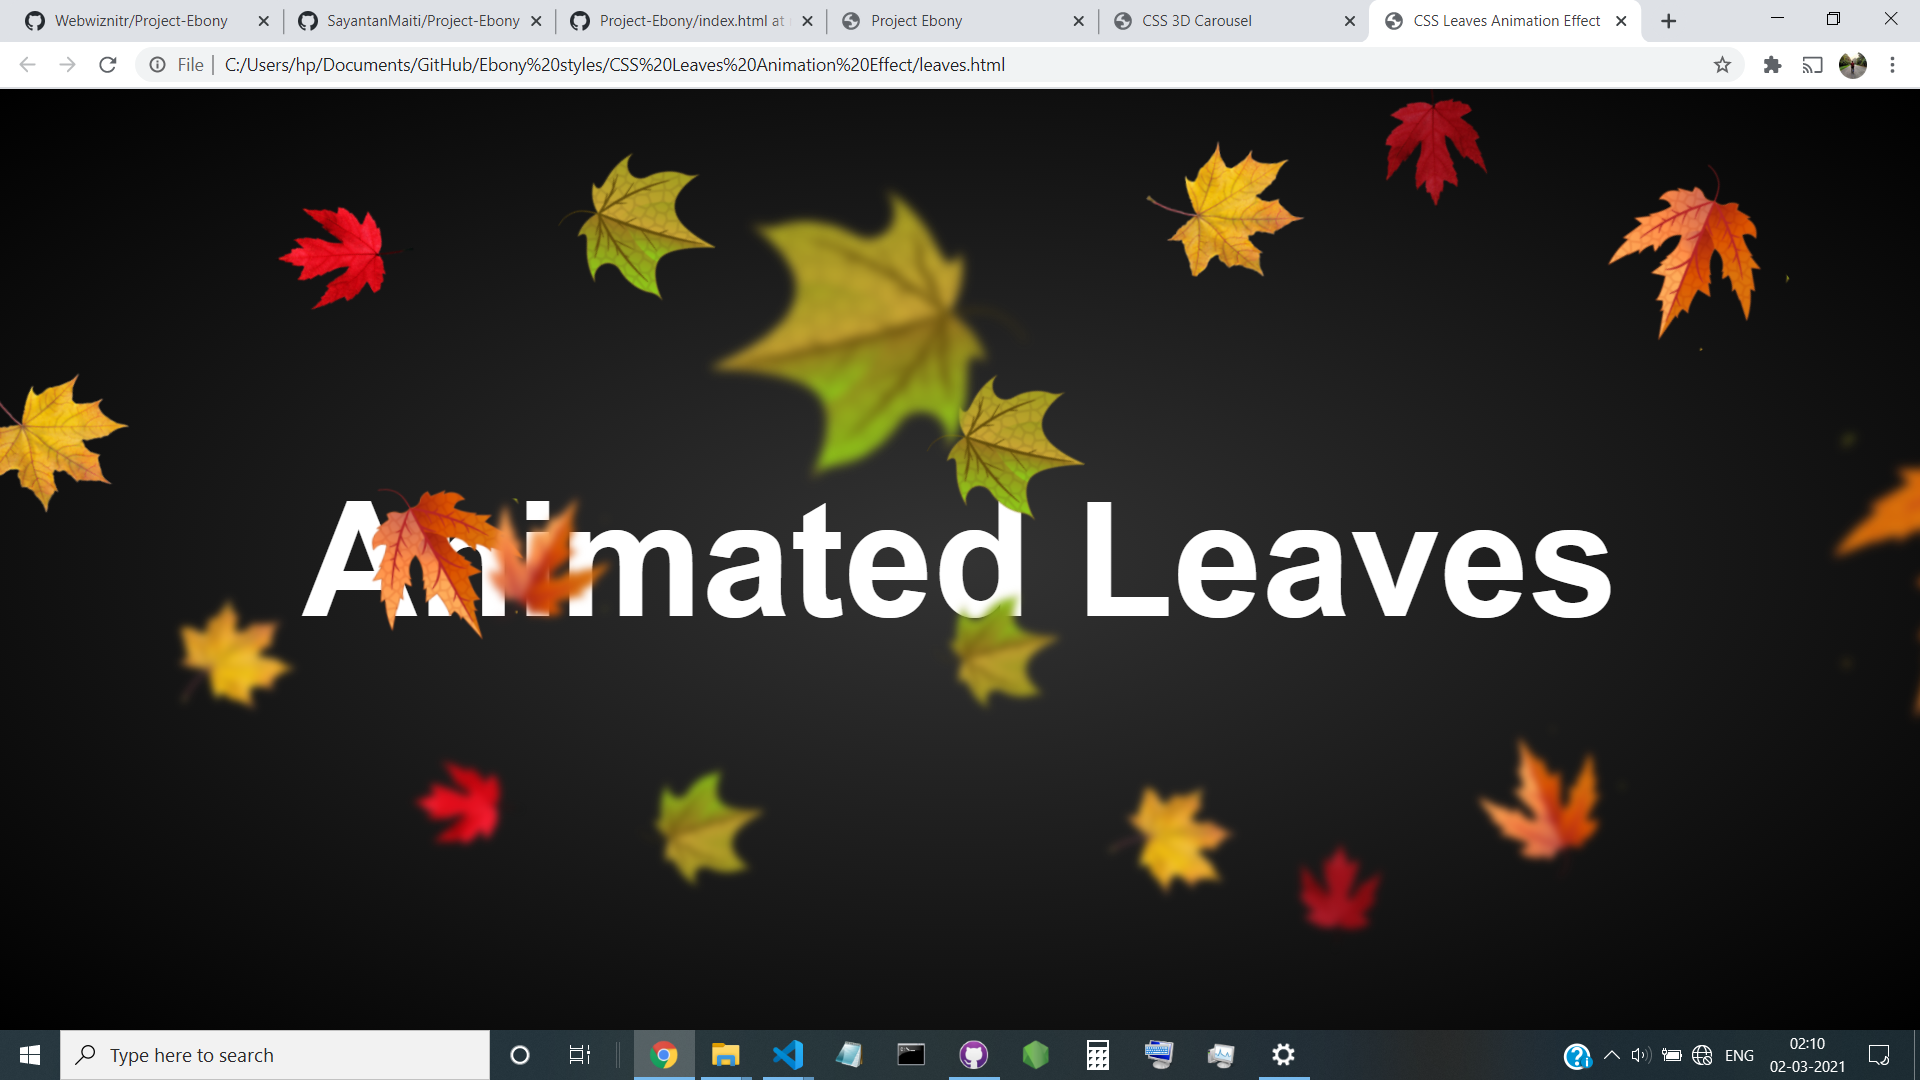 Webwiznitr/Project-Ebony
SayantanMaiti/Project-Ebony
Project-Ebony/index.html at
Project Ebony
CSS 3D Carousel
CSS Leaves Animation Effect
File
C:/Users/hp/Documents/GitHub/Ebony%20styles/CSS%20Leaves%20Animation%20Effect/leaves.html
Animated Leaves
Type here to search
ENG
02:10
02-03-2021